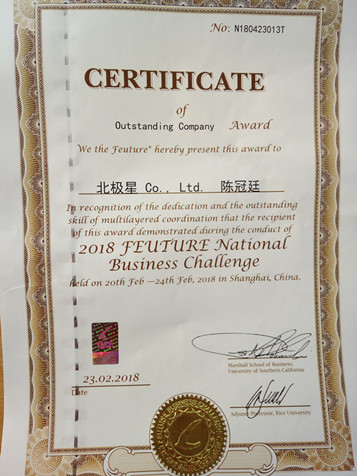 No: N180423013T
CERTIFICATE
of
Outstanding Company Award
We the Feuture® hereby present this award to
北极星 Co., Ltd. 陈冠廷
In recognition of the dedication and the outstanding
skill of multilayered coordination that the recipient
of this award demonstrated during the conduct of
2018 FEUTURE National
Business Challenge
held on 20th Feb —24th Feb, 2018 in Shanghai, China.
Marshall School of Business
University of Southern California
23.02.2018
Date
Adjunct Professor, Rice University